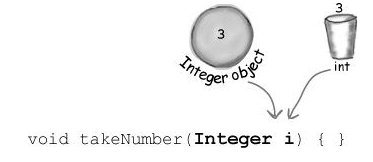 3
3
Integer object
int
void takeNumber(Integer i) { }